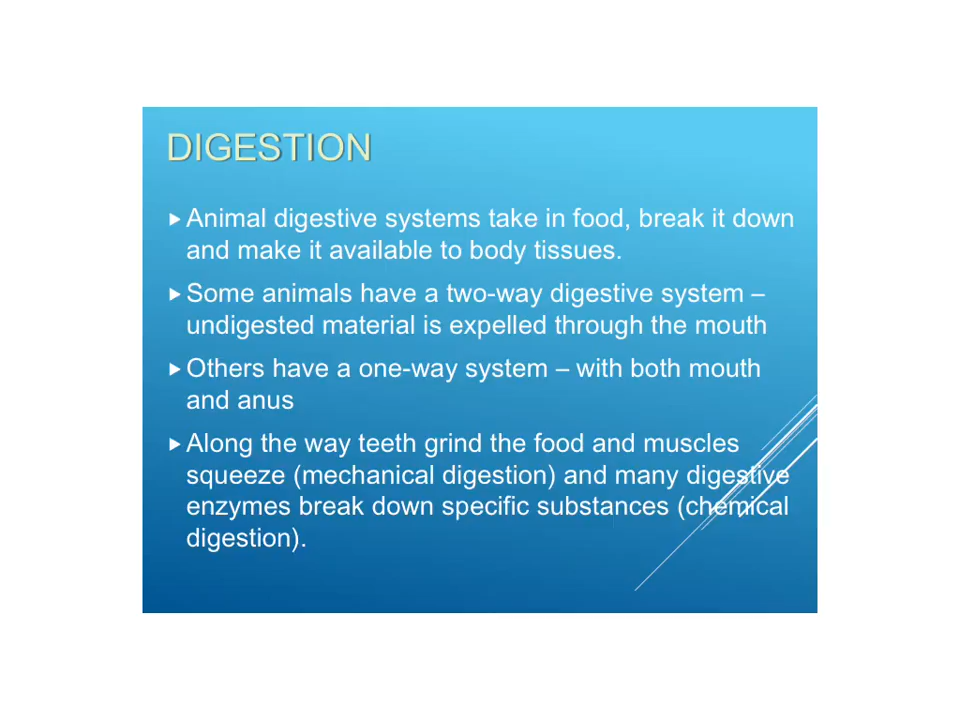 DIGESTION
Animal digestive systems take in food, break it down
and make it available to body tissues.
Some animals have a two-way digestive system –
undigested material is expelled through the mouth
Others have a one-way system – with both mouth
and anus
Along the way teeth grind the food and muscles
squeeze (mechanical digestion) and many digestive
enzymes break down specific substances (chemical
digestion).